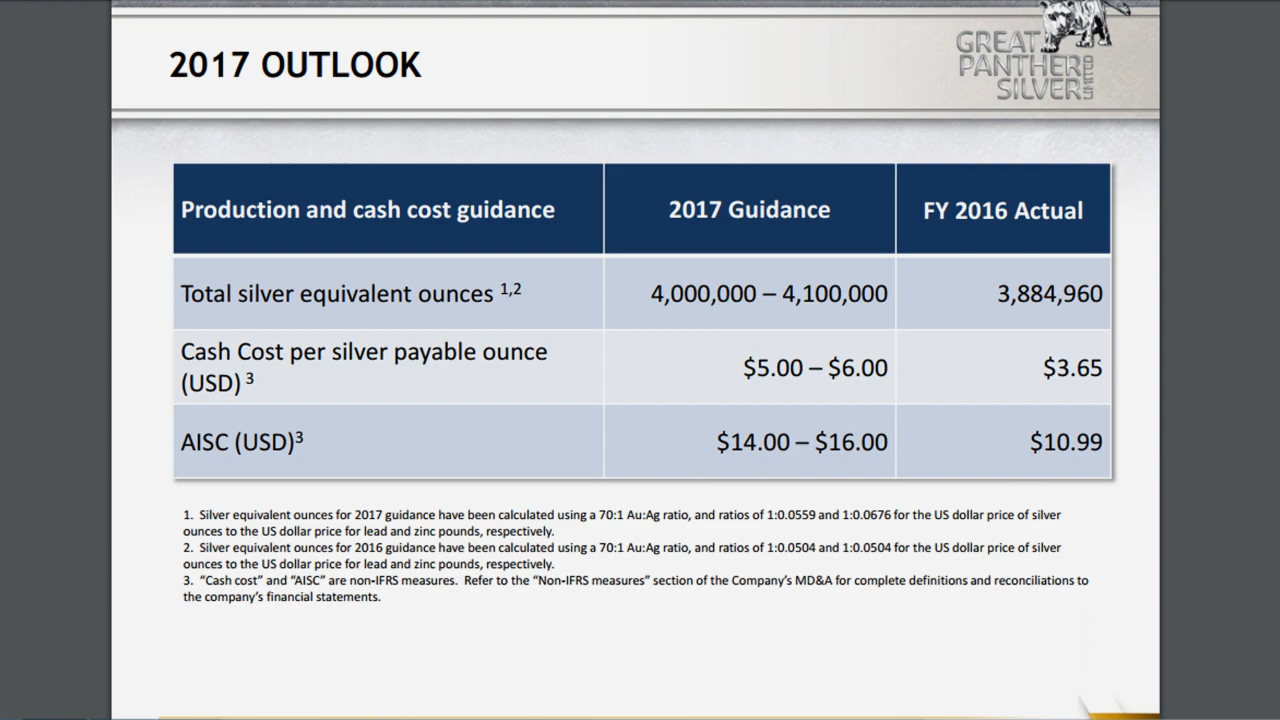 2017 OUTLOOK
GREAT
PANTHER
SILVER
LIMITED
Production and cash cost guidance
2017 Guidance
FY 2016 Actual
Total silver equivalent ounces 1,2
4,000,000 – 4,100,000
3,884,960
Cash Cost per silver payable ounce
(USD) 3
$5.00 – $6.00
$3.65
AISC (USD)3
$14.00 – $16.00
$10.99
1. Silver equivalent ounces for 2017 guidance have been calculated using a 70:1 Au:Ag ratio, and ratios of 1:0.0559 and 1:0.0676 for the US dollar price of silver
ounces to the US dollar price for lead and zinc pounds, respectively.
2. Silver equivalent ounces for 2016 guidance have been calculated using a 70:1 Au:Ag ratio, and ratios of 1:0.0504 and 1:0.0504 for the US dollar price of silver
ounces to the US dollar price for lead and zinc pounds, respectively.
3. “Cash cost” and “AISC” are non-IFRS measures. Refer to the “Non-IFRS measures” section of the Company’s MD&A for complete definitions and reconciliations to
the company’s financial statements.